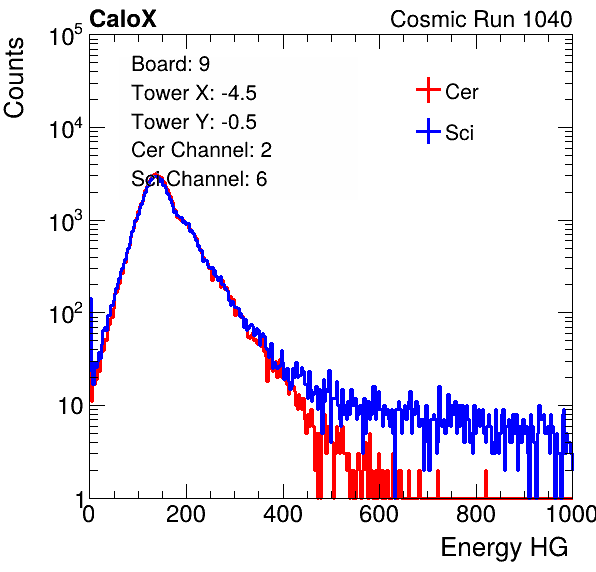 CaloX Cosmic Run 1040
Counts
Board: 9
Tower X: -4.5
Tower Y: -0.5
Cer Channel: 2
Sci Channel: 6
Cer
Sci
10^5
10^4
10^3
10^2
10
1
0 200 400 600 800 1000
Energy HG